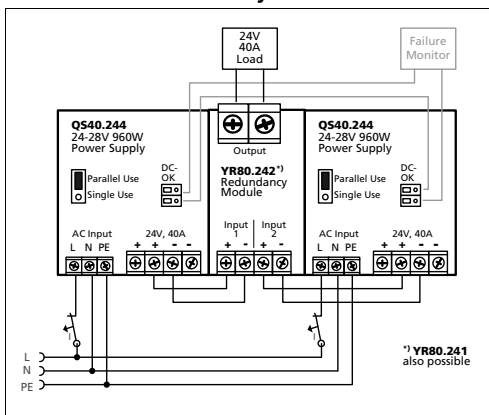 24V
40A
Load
Failure
Monitor
QS40.244
24-28V 960W
Power Supply
DC-
OK
Parallel Use
Single Use
AC Input
L N PE
24V, 40A
+ + - -
Output
YR80.242*)
Redundancy
Module
Input
1
Input
2
+ - + -
QS40.244
24-28V 960W
Power Supply
DC-
OK
Parallel Use
Single Use
AC Input
L N PE
24V, 40A
+ + - -
I
I
L
N
PE
*) YR80.241
also possible